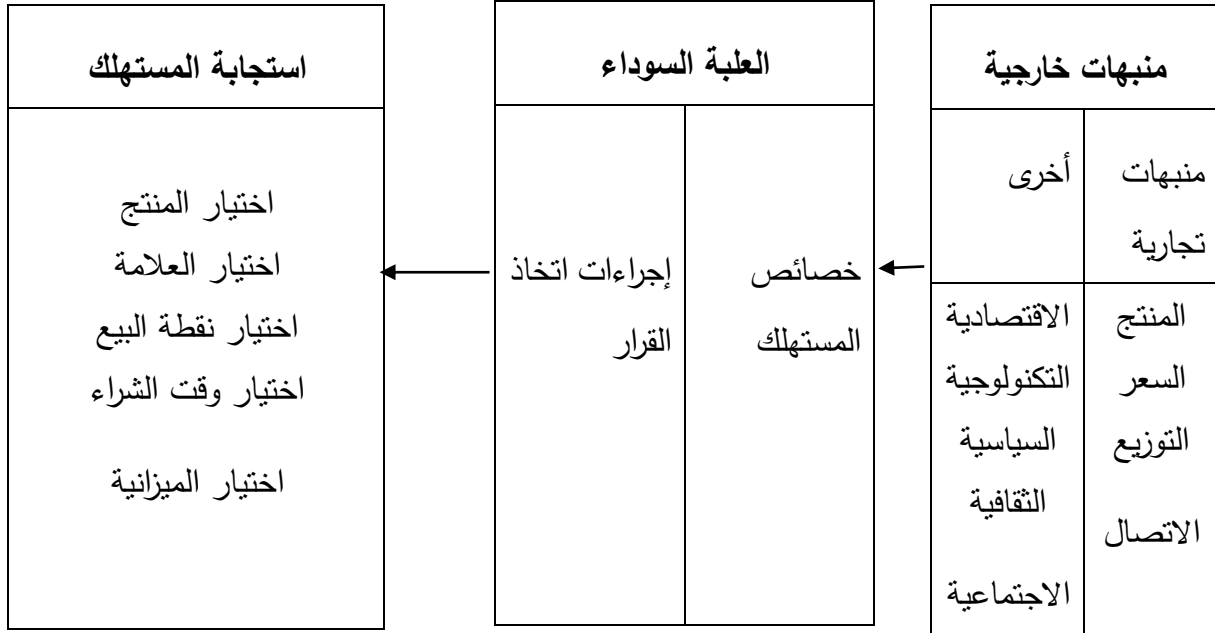 منبهات خارجية
منبهات
تجارية
أخرى
المنتج
السعر
التوزيع
الاتصال
الاقتصادية
التكنولوجية
السياسية
الثقافية
الاجتماعية
العلبة السوداء
خصائص
المستهلك
إجراءات اتخاذ
القرار
استجابة المستهلك
اختيار المنتج
اختيار العلامة
اختيار نقطة البيع
اختيار وقت الشراء
اختيار الميزانية